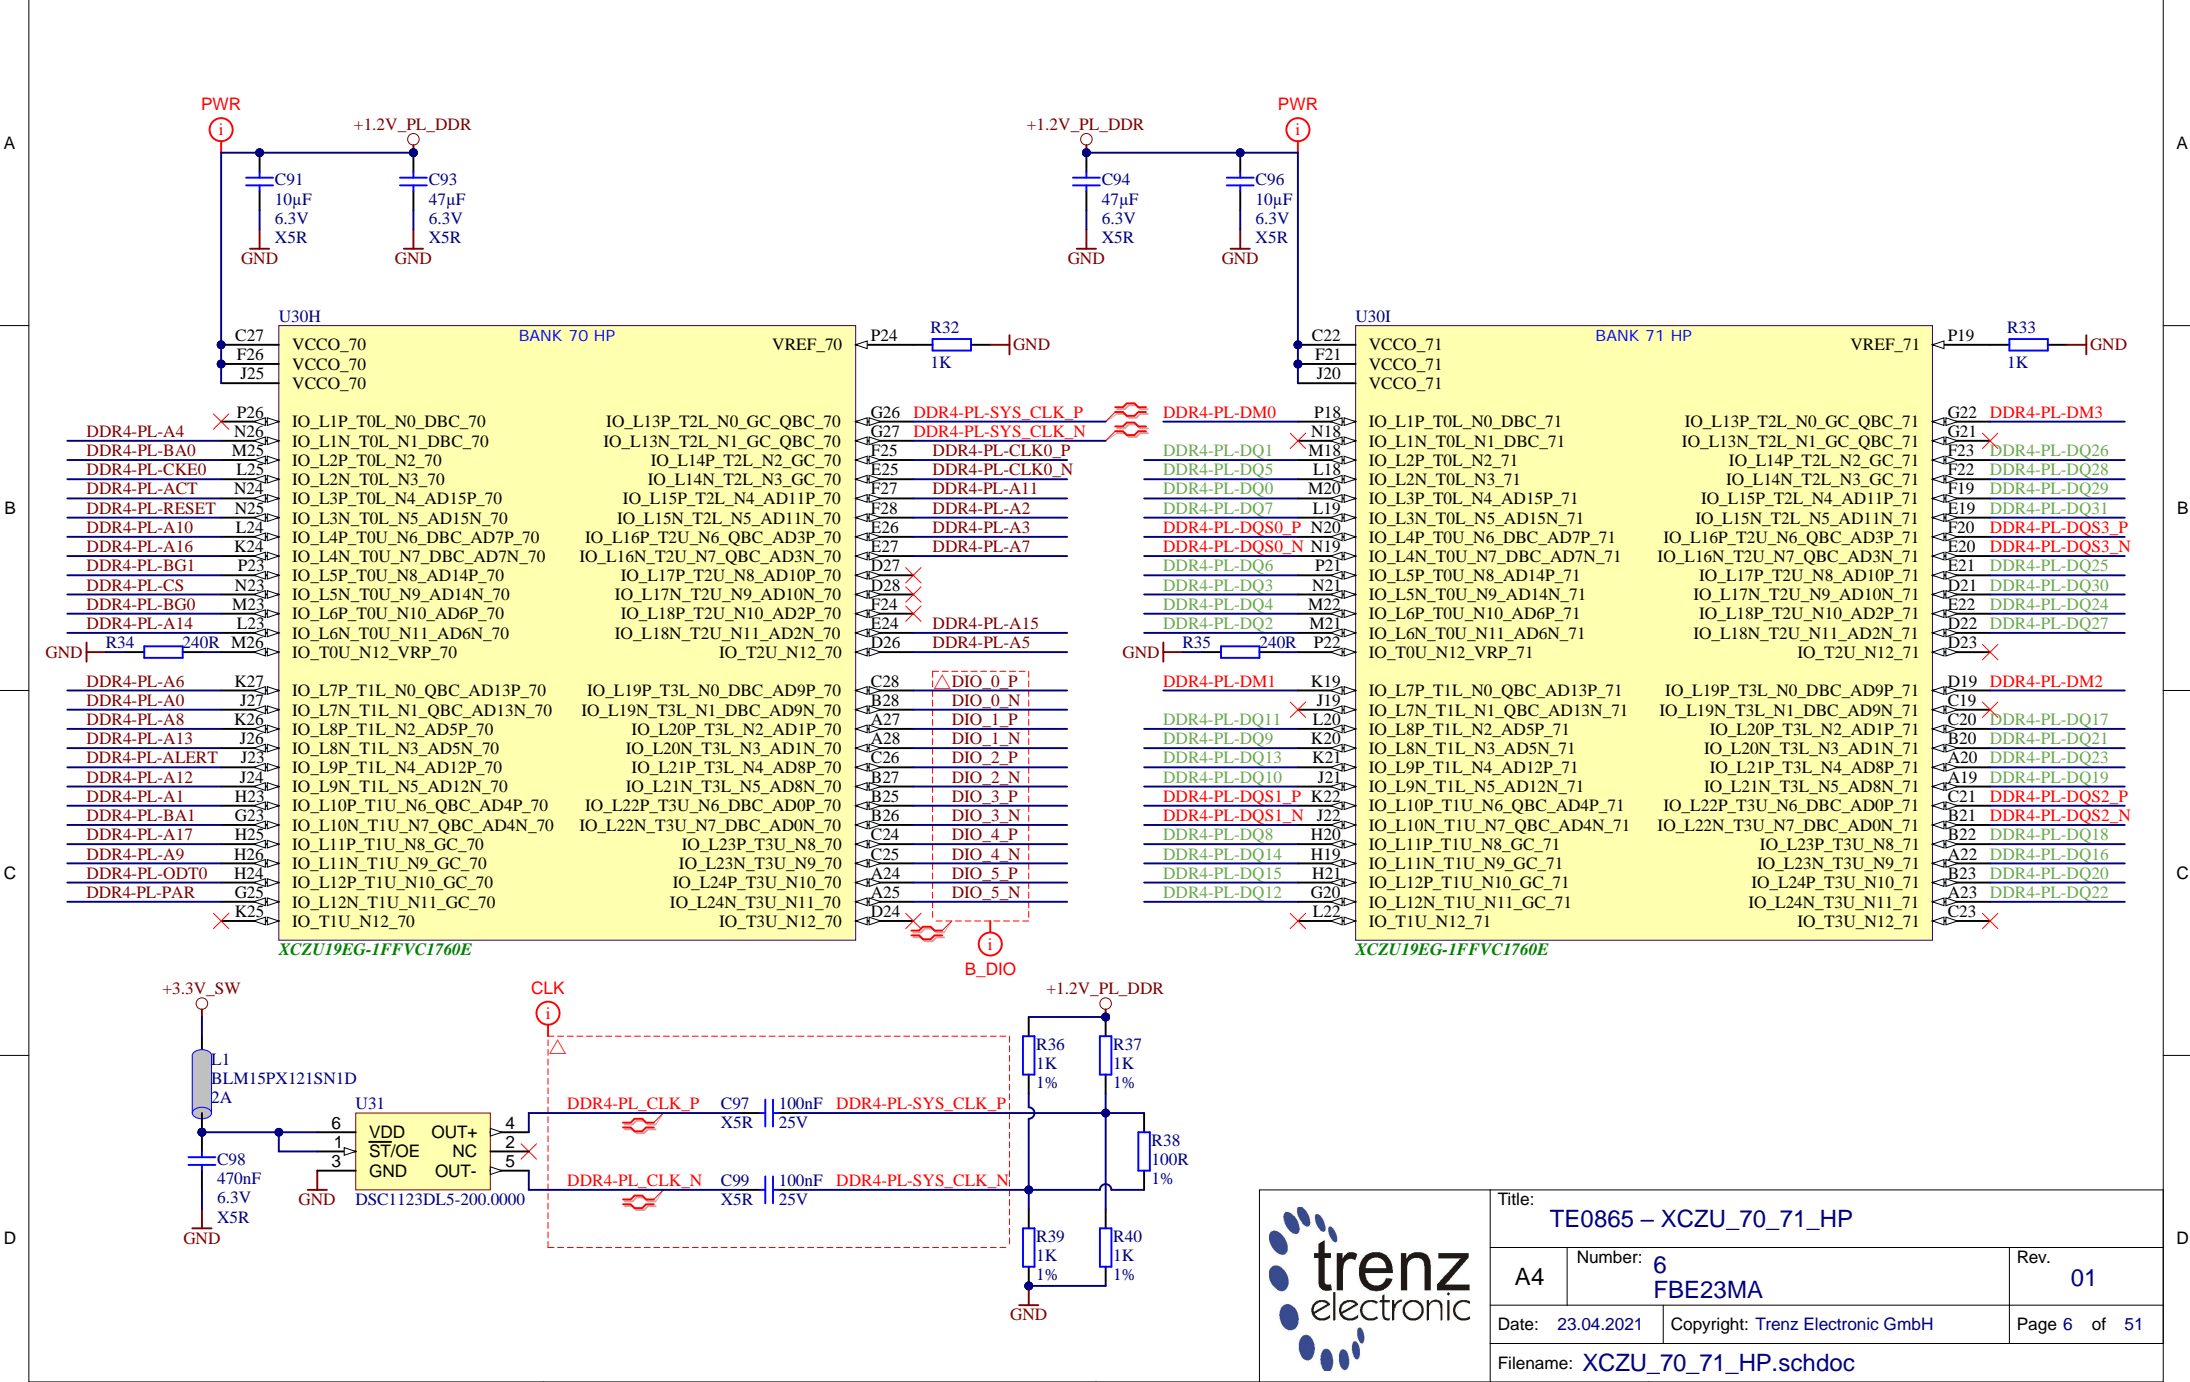 PWR
+1.2V_PL_DDR
C91
10µF
6.3V
X5R
GND
C93
47µF
6.3V
X5R
GND
+1.2V_PL_DDR
PWR
C94
47µF
6.3V
X5R
GND
C96
10µF
6.3V
X5R
GND
A
A
B
B
C
C
D
D
U30H
BANK 70 HP
C27 VCCO_70
F26 VCCO_70
J25 VCCO_70
VREF_70 P24 R32 1K GND
P26 IO_L1P_T0L_N0_DBC_70
DDR4-PL-A4 N26 IO_L1N_T0L_N1_DBC_70
DDR4-PL-BA0 M25 IO_L2P_T0L_N2_70
DDR4-PL-CKE0 L25 IO_L2N_T0L_N3_70
DDR4-PL-ACT N24 IO_L3P_T0L_N4_AD15P_70
DDR4-PL-RESET N25 IO_L3N_T0L_N5_AD15N_70
DDR4-PL-A10 L24 IO_L4P_T0U_N6_DBC_AD7P_70
DDR4-PL-A16 K24 IO_L4N_T0U_N7_DBC_AD7N_70
DDR4-PL-BG1 P23 IO_L5P_T0U_N8_AD14P_70
DDR4-PL-CS N23 IO_L5N_T0U_N9_AD14N_70
DDR4-PL-BG0 M23 IO_L6P_T0U_N10_AD6P_70
DDR4-PL-A14 L23 IO_L6N_T0U_N11_AD6N_70
GND R34 240R M26 IO_T0U_N12_VRP_70
DDR4-PL-A6 K27 IO_L7P_T1L_N0_QBC_AD13P_70
DDR4-PL-A0 J27 IO_L7N_T1L_N1_QBC_AD13N_70
DDR4-PL-A8 K26 IO_L8P_T1L_N2_AD5P_70
DDR4-PL-A13 J26 IO_L8N_T1L_N3_AD5N_70
DDR4-PL-ALERT J23 IO_L9P_T1L_N4_AD12P_70
DDR4-PL-A12 J24 IO_L9N_T1L_N5_AD12N_70
DDR4-PL-A1 H23 IO_L10P_T1U_N6_QBC_AD4P_70
DDR4-PL-BA1 G23 IO_L10N_T1U_N7_QBC_AD4N_70
DDR4-PL-A17 H25 IO_L11P_T1U_N8_GC_70
DDR4-PL-A9 H26 IO_L11N_T1U_N9_GC_70
DDR4-PL-ODT0 H24 IO_L12P_T1U_N10_GC_70
DDR4-PL-PAR G25 IO_L12N_T1U_N11_GC_70
K25 IO_T1U_N12_70
IO_L13P_T2L_N0_GC_QBC_70 G26 DDR4-PL-SYS_CLK_P
IO_L13N_T2L_N1_GC_QBC_70 G27 DDR4-PL-SYS_CLK_N
IO_L14P_T2L_N2_GC_70 F25 DDR4-PL-CLK0_P
IO_L14N_T2L_N3_GC_70 E25 DDR4-PL-CLK0_N
IO_L15P_T2L_N4_AD11P_70 F27 DDR4-PL-A11
IO_L15N_T2L_N5_AD11N_70 F28 DDR4-PL-A2
IO_L16P_T2U_N6_QBC_AD3P_70 E26 DDR4-PL-A3
IO_L16N_T2U_N7_QBC_AD3N_70 E27 DDR4-PL-A7
IO_L17P_T2U_N8_AD10P_70 D27
IO_L17N_T2U_N9_AD10N_70 D28
IO_L18P_T2U_N10_AD2P_70 F24
IO_L18N_T2U_N11_AD2N_70 E24 DDR4-PL-A15
IO_T2U_N12_70 D26 DDR4-PL-A5
IO_L19P_T3L_N0_DBC_AD9P_70 C28 DIO_0_P
IO_L19N_T3L_N1_DBC_AD9N_70 B28 DIO_0_N
IO_L20P_T3L_N2_AD1P_70 A27 DIO_1_P
IO_L20N_T3L_N3_AD1N_70 A28 DIO_1_N
IO_L21P_T3L_N4_AD8P_70 C26 DIO_2_P
IO_L21N_T3L_N5_AD8N_70 B27 DIO_2_N
IO_L22P_T3U_N6_DBC_AD0P_70 B25 DIO_3_P
IO_L22N_T3U_N7_DBC_AD0N_70 B26 DIO_3_N
IO_L23P_T3U_N8_70 C24 DIO_4_P
IO_L23N_T3U_N9_70 C25 DIO_4_N
IO_L24P_T3U_N10_70 A24 DIO_5_P
IO_L24N_T3U_N11_70 A25 DIO_5_N
IO_T3U_N12_70 D24
XCZU19EG-1FFVC1760E
B_DIO
U30I
BANK 71 HP
C22 VCCO_71
F21 VCCO_71
J20 VCCO_71
VREF_71 P19 R33 1K GND
DDR4-PL-DM0 P18 IO_L1P_T0L_N0_DBC_71
N18 IO_L1N_T0L_N1_DBC_71
DDR4-PL-DQ1 M18 IO_L2P_T0L_N2_71
DDR4-PL-DQ5 L18 IO_L2N_T0L_N3_71
DDR4-PL-DQ0 M20 IO_L3P_T0L_N4_AD15P_71
DDR4-PL-DQ7 L19 IO_L3N_T0L_N5_AD15N_71
DDR4-PL-DQS0_P N20 IO_L4P_T0U_N6_DBC_AD7P_71
DDR4-PL-DQS0_N N19 IO_L4N_T0U_N7_DBC_AD7N_71
DDR4-PL-DQ6 P21 IO_L5P_T0U_N8_AD14P_71
DDR4-PL-DQ3 N21 IO_L5N_T0U_N9_AD14N_71
DDR4-PL-DQ4 M22 IO_L6P_T0U_N10_AD6P_71
DDR4-PL-DQ2 M21 IO_L6N_T0U_N11_AD6N_71
GND R35 240R P22 IO_T0U_N12_VRP_71
DDR4-PL-DM1 K19 IO_L7P_T1L_N0_QBC_AD13P_71
J19 IO_L7N_T1L_N1_QBC_AD13N_71
DDR4-PL-DQ11 L20 IO_L8P_T1L_N2_AD5P_71
DDR4-PL-DQ9 K20 IO_L8N_T1L_N3_AD5N_71
DDR4-PL-DQ13 K21 IO_L9P_T1L_N4_AD12P_71
DDR4-PL-DQ10 J21 IO_L9N_T1L_N5_AD12N_71
DDR4-PL-DQS1_P K22 IO_L10P_T1U_N6_QBC_AD4P_71
DDR4-PL-DQS1_N J22 IO_L10N_T1U_N7_QBC_AD4N_71
DDR4-PL-DQ8 H20 IO_L11P_T1U_N8_GC_71
DDR4-PL-DQ14 H19 IO_L11N_T1U_N9_GC_71
DDR4-PL-DQ15 H21 IO_L12P_T1U_N10_GC_71
DDR4-PL-DQ12 G20 IO_L12N_T1U_N11_GC_71
L22 IO_T1U_N12_71
IO_L13P_T2L_N0_GC_QBC_71 G22 DDR4-PL-DM3
IO_L13N_T2L_N1_GC_QBC_71 G21
IO_L14P_T2L_N2_GC_71 F23 DDR4-PL-DQ26
IO_L14N_T2L_N3_GC_71 F22 DDR4-PL-DQ28
IO_L15P_T2L_N4_AD11P_71 F19 DDR4-PL-DQ29
IO_L15N_T2L_N5_AD11N_71 E19 DDR4-PL-DQ31
IO_L16P_T2U_N6_QBC_AD3P_71 F20 DDR4-PL-DQS3_P
IO_L16N_T2U_N7_QBC_AD3N_71 E20 DDR4-PL-DQS3_N
IO_L17P_T2U_N8_AD10P_71 E21 DDR4-PL-DQ25
IO_L17N_T2U_N9_AD10N_71 D21 DDR4-PL-DQ30
IO_L18P_T2U_N10_AD2P_71 E22 DDR4-PL-DQ24
IO_L18N_T2U_N11_AD2N_71 D22 DDR4-PL-DQ27
IO_T2U_N12_71 D23
IO_L19P_T3L_N0_DBC_AD9P_71 D19 DDR4-PL-DM2
IO_L19N_T3L_N1_DBC_AD9N_71 C19
IO_L20P_T3L_N2_AD1P_71 C20 DDR4-PL-DQ17
IO_L20N_T3L_N3_AD1N_71 B20 DDR4-PL-DQ21
IO_L21P_T3L_N4_AD8P_71 A20 DDR4-PL-DQ23
IO_L21N_T3L_N5_AD8N_71 A19 DDR4-PL-DQ19
IO_L22P_T3U_N6_DBC_AD0P_71 C21 DDR4-PL-DQS2_P
IO_L22N_T3U_N7_DBC_AD0N_71 B21 DDR4-PL-DQS2_N
IO_L23P_T3U_N8_71 B22 DDR4-PL-DQ18
IO_L23N_T3U_N9_71 A22 DDR4-PL-DQ16
IO_L24P_T3U_N10_71 B23 DDR4-PL-DQ20
IO_L24N_T3U_N11_71 A23 DDR4-PL-DQ22
IO_T3U_N12_71 C23
XCZU19EG-1FFVC1760E
+3.3V_SW
L1
BLM15PX121SN1D
2A
C98
470nF
6.3V
X5R
GND
U31
6 VDD OUT+ 4
1 ST/OE NC 2
3 GND OUT- 5
GND
DSC1123DL5-200.0000
CLK
DDR4-PL_CLK_P C97 100nF DDR4-PL-SYS_CLK_P
X5R 25V
DDR4-PL_CLK_N C99 100nF DDR4-PL-SYS_CLK_N
X5R 25V
+1.2V_PL_DDR
R36
1K
1%
R37
1K
1%
R38
100R
1%
R39
1K
1%
R40
1K
1%
GND
trenz
electronic
Title:
TE0865 – XCZU_70_71_HP
A4
Number: 6
FBE23MA
Rev.
01
Date: 23.04.2021
Copyright: Trenz Electronic GmbH
Page 6 of 51
Filename: XCZU_70_71_HP.schdoc